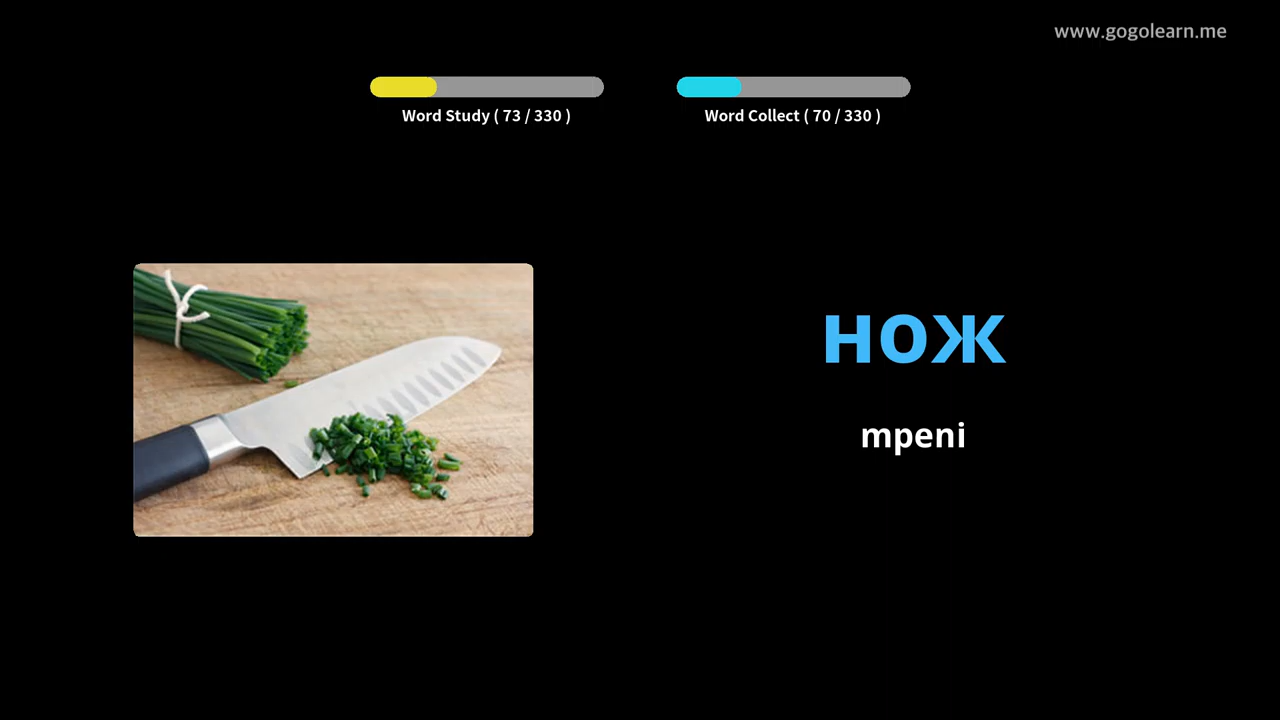 www.gogolearn.me
Word Study ( 73 / 330 )
Word Collect ( 70 / 330 )
нож
mpeni